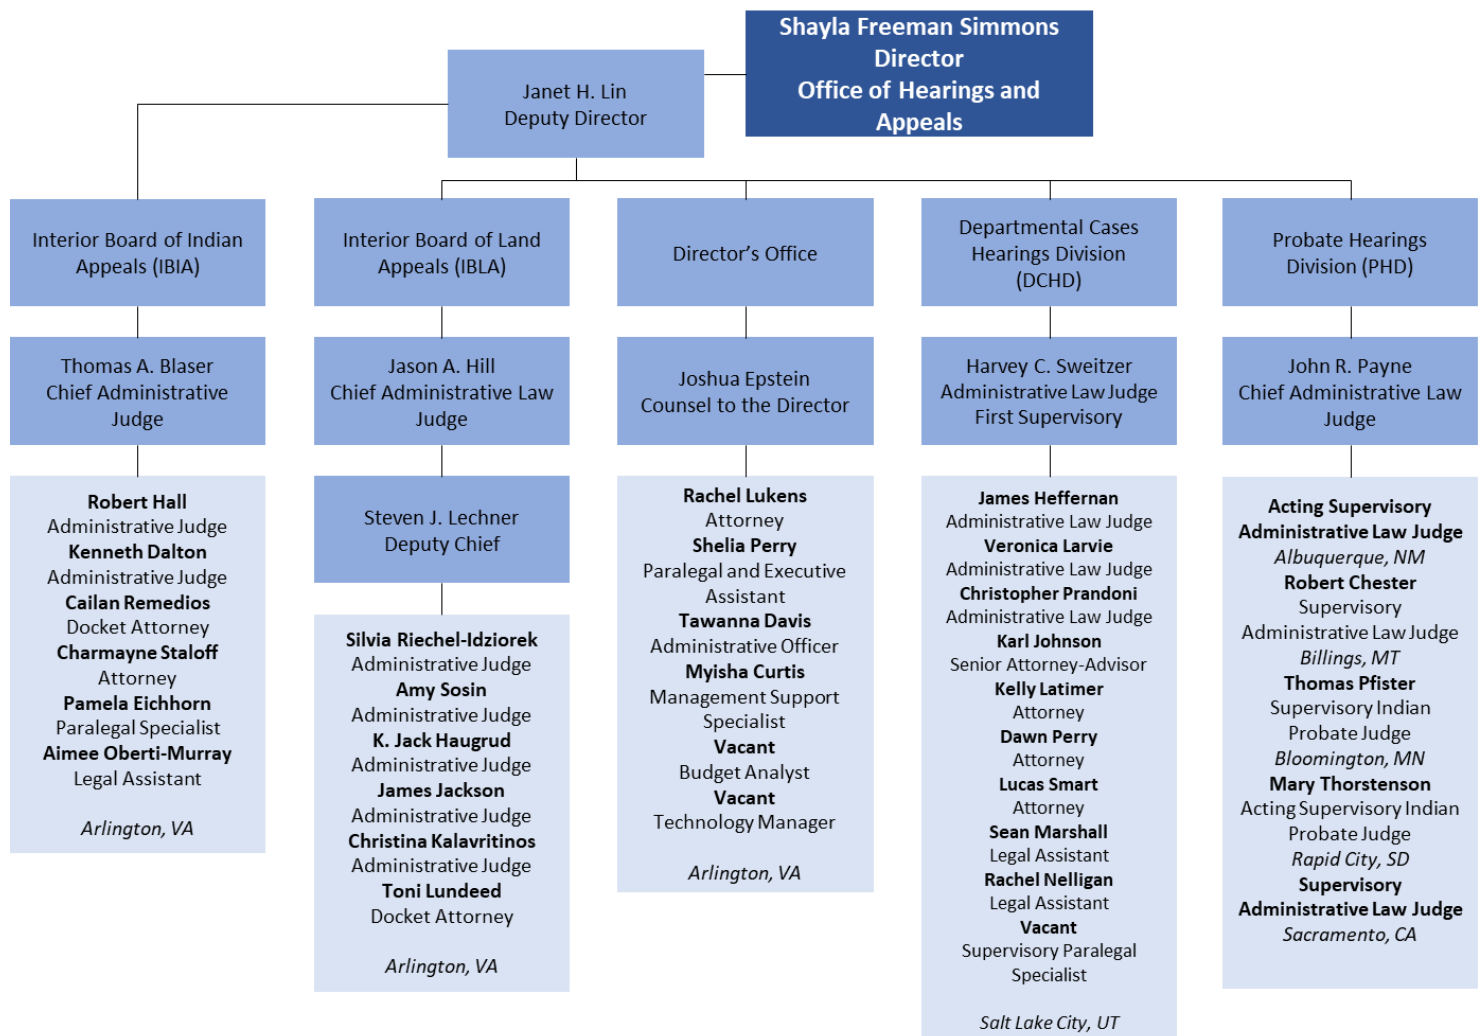 Shayla Freeman Simmons
Director
Office of Hearings and
Appeals
Janet H. Lin
Deputy Director
Interior Board of Indian
Appeals (IBIA)
Thomas A. Blaser
Chief Administrative
Judge
Robert Hall
Administrative Judge
Kenneth Dalton
Administrative Judge
Cailan Remedios
Docket Attorney
Charmayne Staloff
Attorney
Pamela Eichhorn
Paralegal Specialist
Aimee Oberti-Murray
Legal Assistant
Arlington, VA
Interior Board of Land
Appeals (IBLA)
Jason A. Hill
Chief Administrative Law
Judge
Steven J. Lechner
Deputy Chief
Silvia Riechel-Idziorek
Administrative Judge
Amy Sosin
Administrative Judge
K. Jack Haugrud
Administrative Judge
James Jackson
Administrative Judge
Christina Kalavritinos
Administrative Judge
Toni Lundeed
Docket Attorney
Arlington, VA
Director's Office
Joshua Epstein
Counsel to the Director
Rachel Lukens
Attorney
Shelia Perry
Paralegal and Executive
Assistant
Tawanna Davis
Administrative Officer
Myisha Curtis
Management Support
Specialist
Vacant
Budget Analyst
Vacant
Technology Manager
Arlington, VA
Departmental Cases
Hearings Division
(DCHD)
Harvey C. Sweitzer
Administrative Law Judge
First Supervisory
James Heffernan
Administrative Law Judge
Veronica Larvie
Administrative Law Judge
Christopher Prandoni
Administrative Law Judge
Karl Johnson
Senior Attorney-Advisor
Kelly Latimer
Attorney
Dawn Perry
Attorney
Lucas Smart
Attorney
Sean Marshall
Legal Assistant
Rachel Nelligan
Legal Assistant
Vacant
Supervisory Paralegal
Specialist
Salt Lake City, UT
Probate Hearings
Division (PHD)
John R. Payne
Chief Administrative Law
Judge
Acting Supervisory
Administrative Law Judge
Albuquerque, NM
Robert Chester
Supervisory
Administrative Law Judge
Billings, MT
Thomas Pfister
Supervisory Indian
Probate Judge
Bloomington, MN
Mary Thorstenson
Acting Supervisory Indian
Probate Judge
Rapid City, SD
Supervisory
Administrative Law Judge
Sacramento, CA